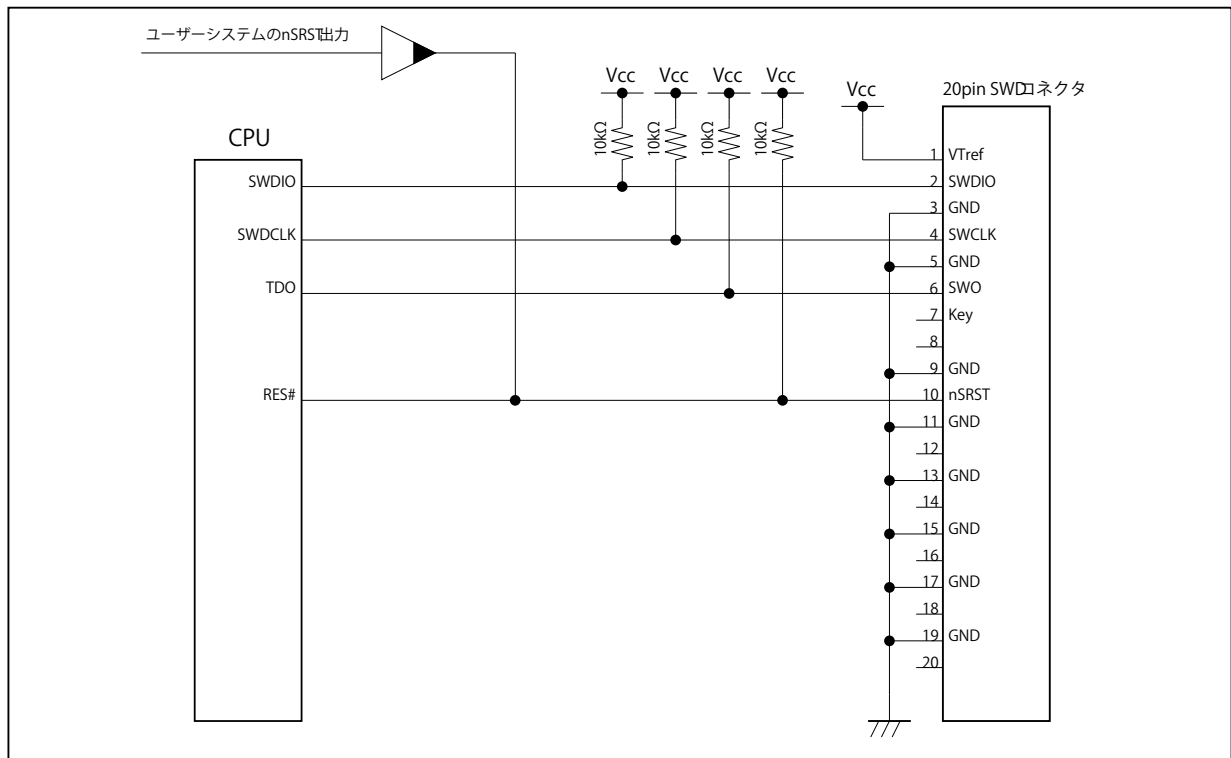 ユーザーシステムのnSRST出力
Vcc Vcc Vcc Vcc
Vcc
20pin SWDコネクタ
10kΩ 10kΩ 10kΩ 10kΩ
CPU
1 VTref
SWDIO
2 SWDIO
3 GND
SWDCLK
4 SWCLK
5 GND
TDO
6 SWO
7 Key
8
9 GND
RES#
10 nSRST
11 GND
12
13 GND
14
15 GND
16
17 GND
18
19 GND
20